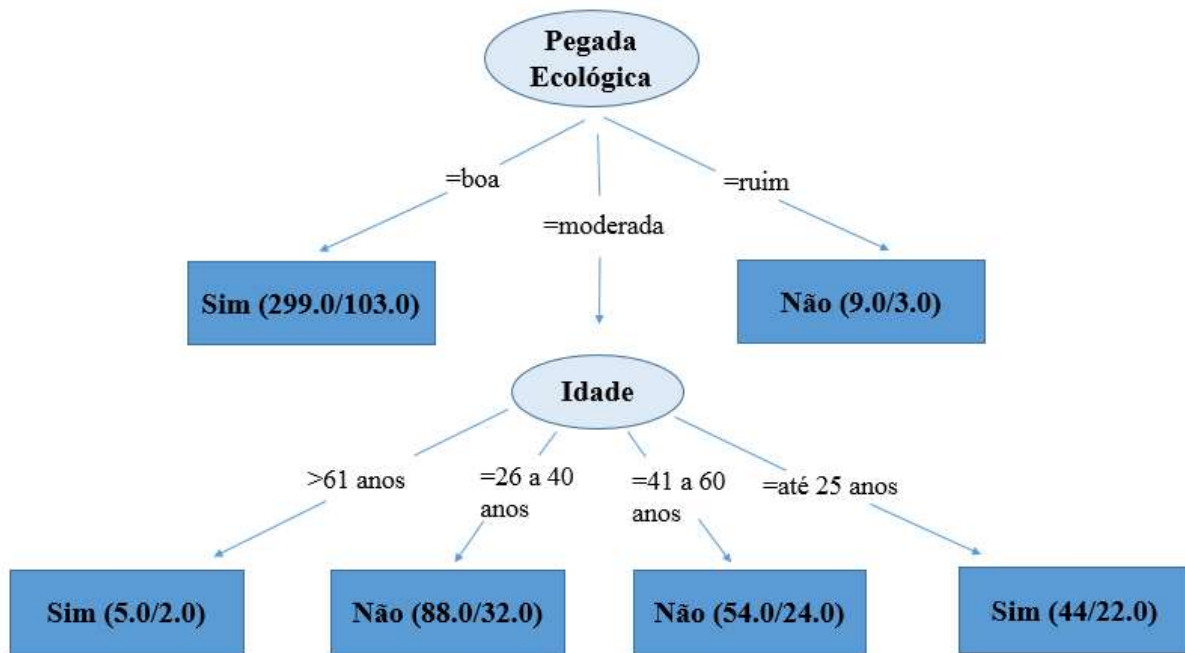 Pegada
Ecológica
=boa
=ruim
=moderada
Sim (299.0/103.0)
Não (9.0/3.0)
Idade
>61 anos
=26 a 40
anos
=41 a 60
anos
=até 25 anos
Sim (5.0/2.0)
Não (88.0/32.0)
Não (54.0/24.0)
Sim (44/22.0)